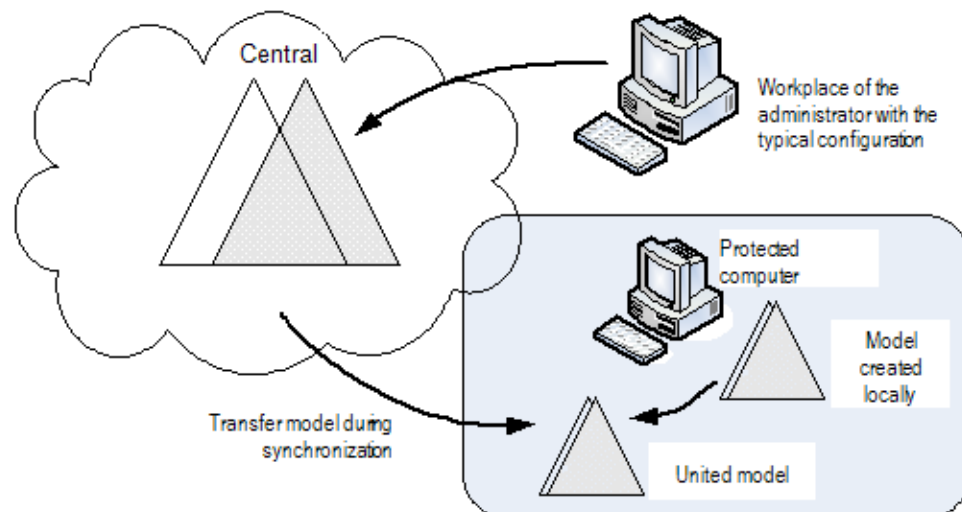 Central
Workplace of the
administrator with the
typical configuration
Protected
computer
Model
created
locally
Transfer model during
synchronization
United model